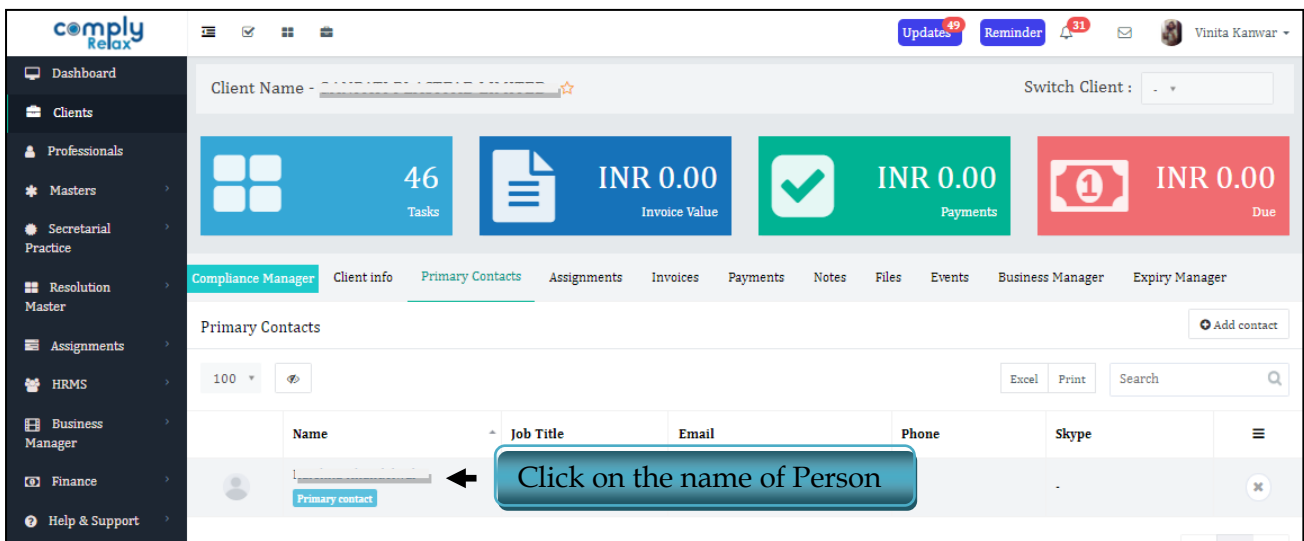 comply
Relax
Updates 49 Reminder 31 Vinita Kanwar
Dashboard
Clients
Professionals
Masters
Secretarial
Practice
Resolution
Master
Assignments
HRMS
Business
Manager
Finance
Help & Support
Client Name -
Switch Client : -
46
Tasks
INR 0.00
Invoice Value
INR 0.00
Payments
1
INR 0.00
Due
Compliance Manager Client info Primary Contacts Assignments Invoices Payments Notes Files Events Business Manager Expiry Manager
Primary Contacts
Add contact
100
Excel Print Search
Name Job Title Email Phone Skype
Click on the name of Person
Primary contact
-